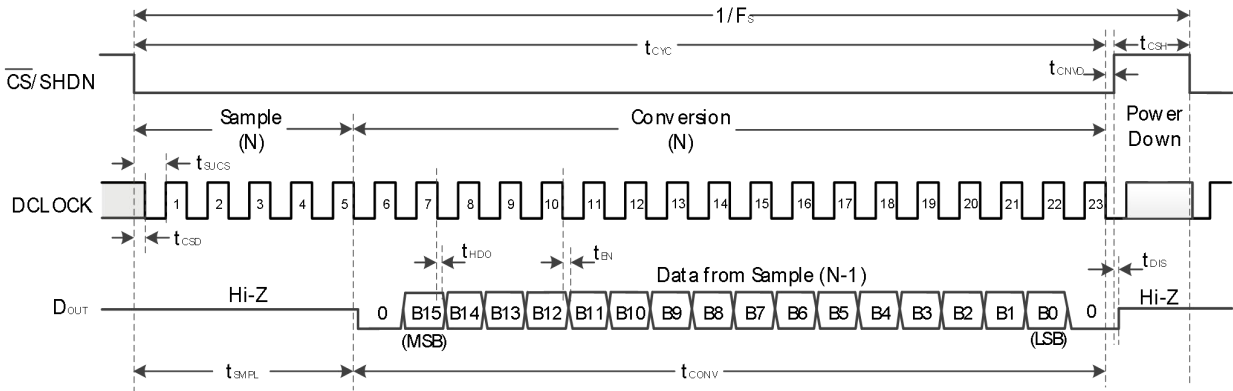 1/FS
tCYC
tCSH
tCNVD
CS/SHDN
Sample
(N)
Conversion
(N)
Power
Down
tSUCS
DCLOCK
1 2 3 4 5 6 7 8 9 10 11 12 13 14 15 16 17 18 19 20 21 22 23
tCSD
tHDO
tEN
Data from Sample (N-1)
tDIS
DOUT
Hi-Z
0 B15 B14 B13 B12 B11 B10 B9 B8 B7 B6 B5 B4 B3 B2 B1 B0 0
Hi-Z
(MSB)
(LSB)
tSMPL
tCONV